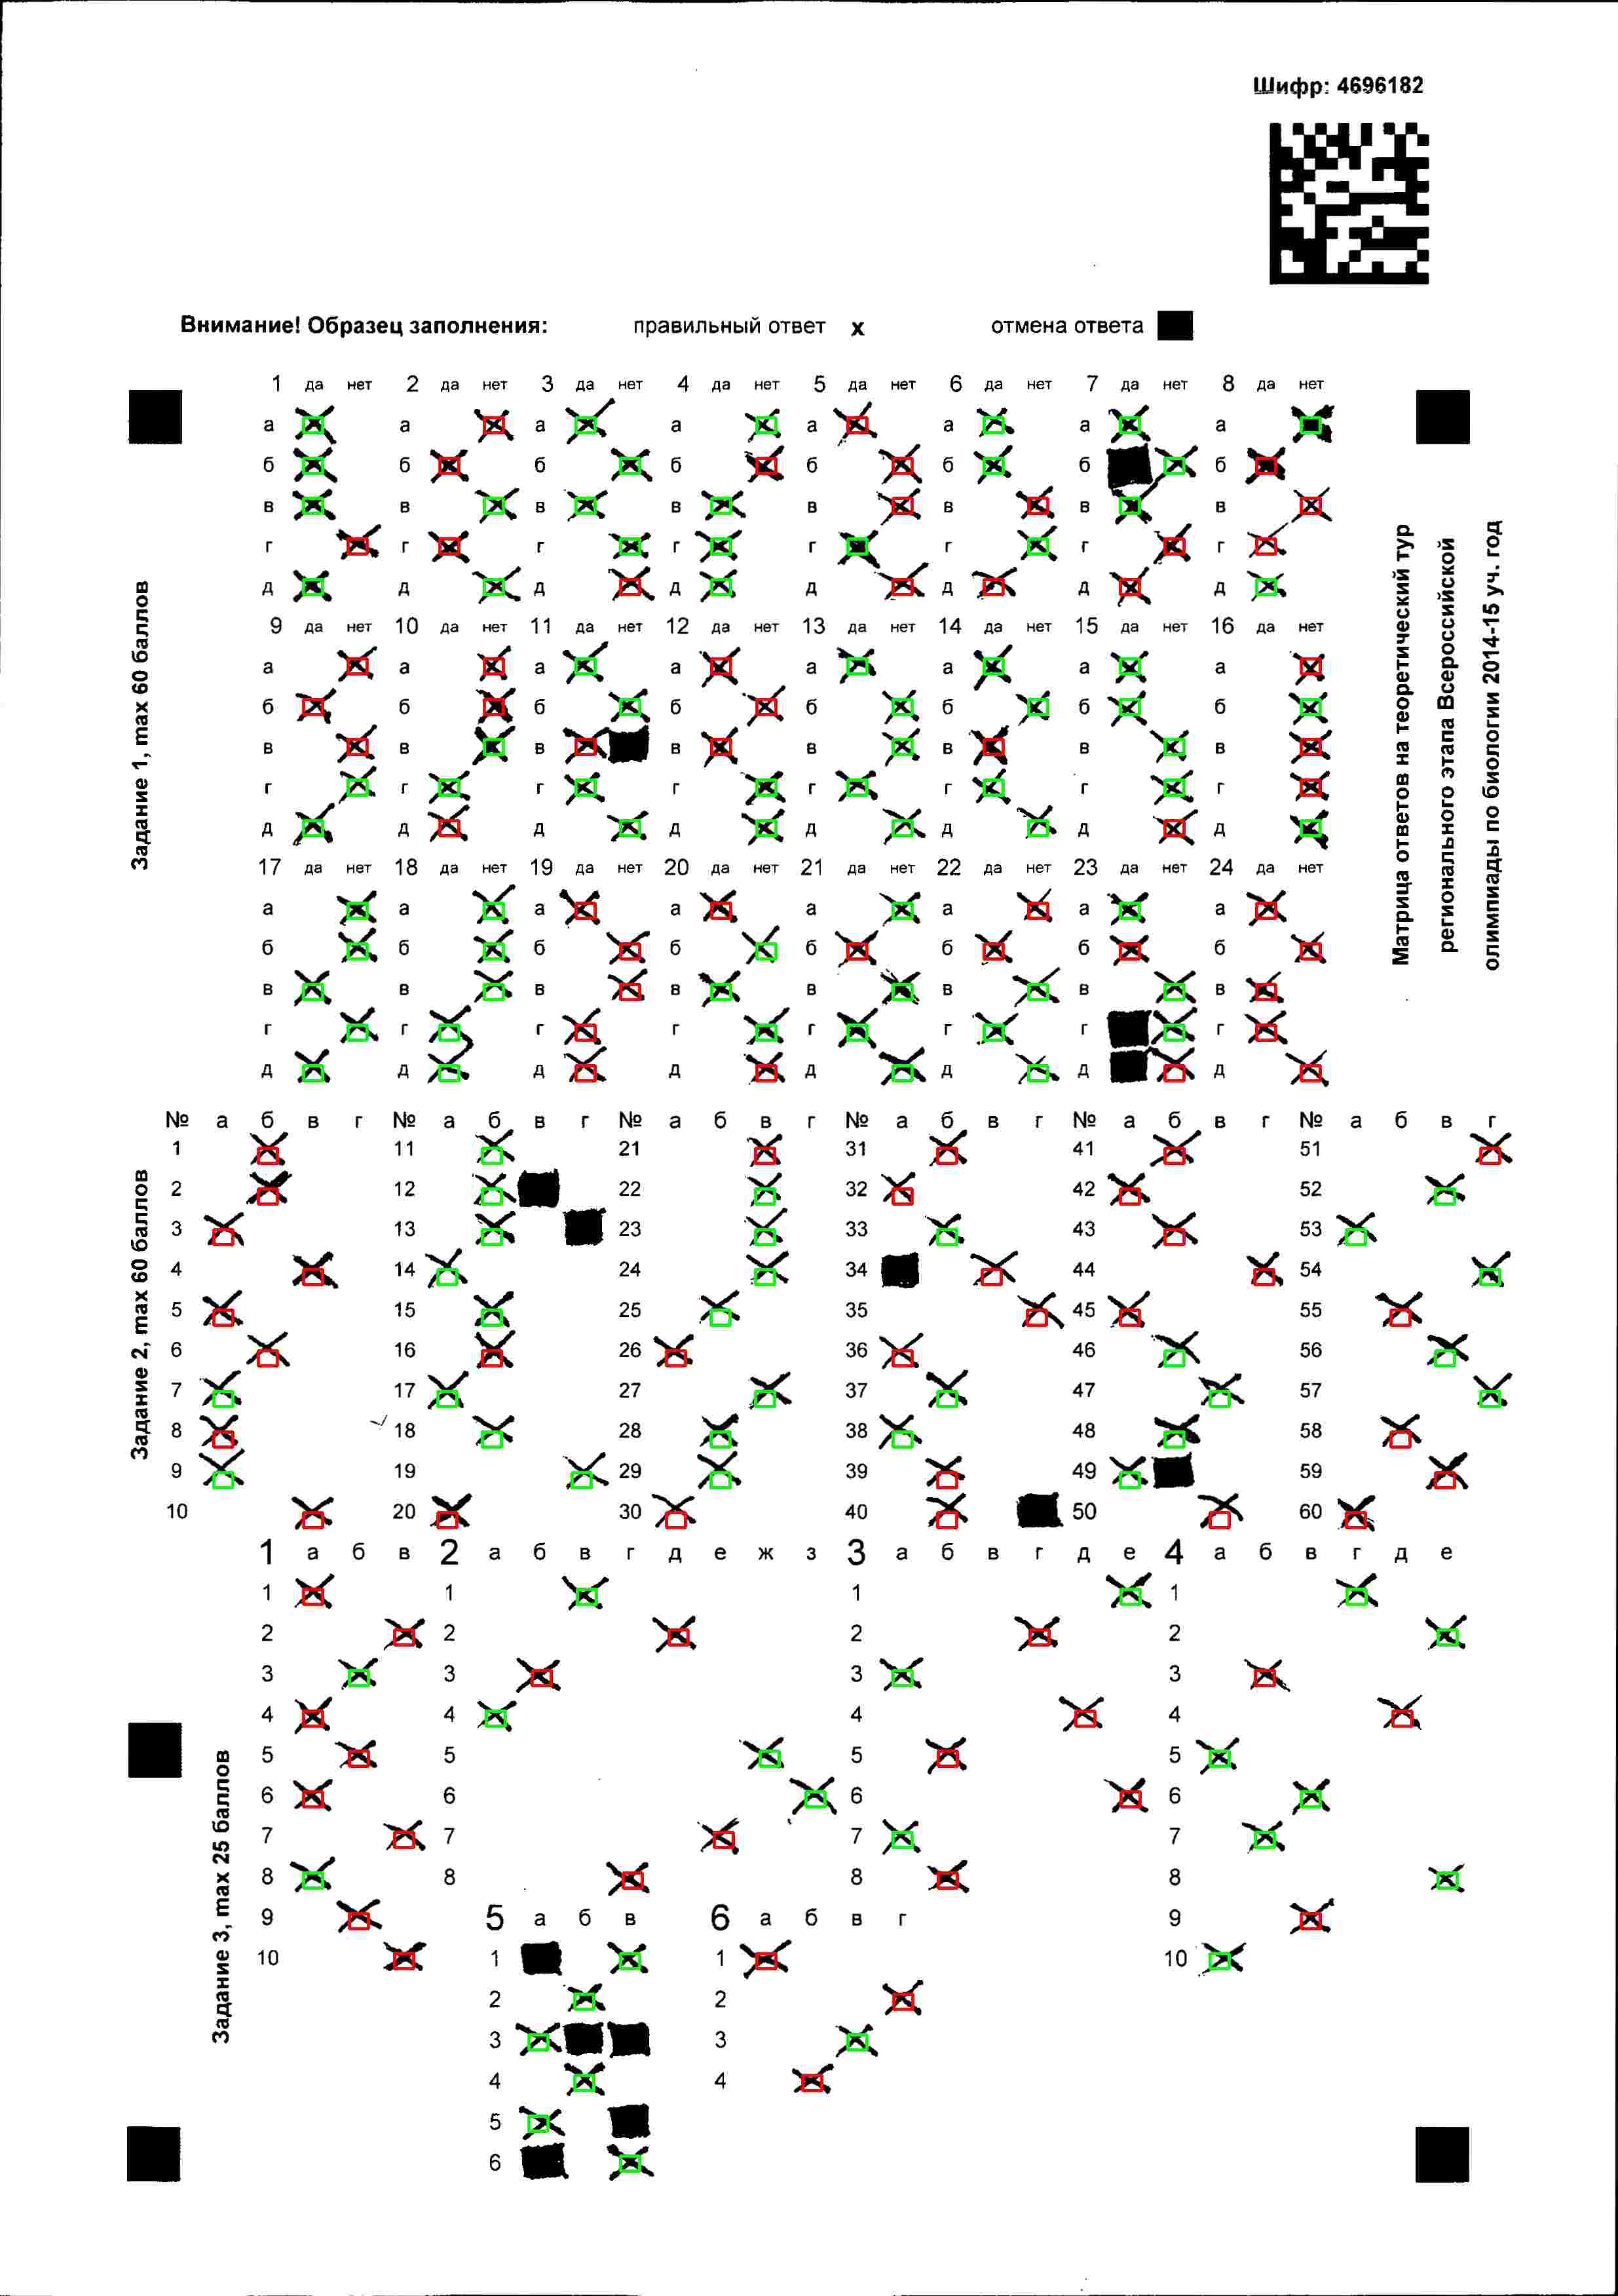 Шифр: 4696182
Внимание! Образец заполнения: правильный ответ х отмена ответа
1 да нет 2 да нет 3 да нет 4 да нет 5 да нет 6 да нет 7 да нет 8 да нет
а а а а а а а а
б б б б б б б б
в в в в в в в в
г г г г г г г г
д д д д д д д д
9 да нет 10 да нет 11 да нет 12 да нет 13 да нет 14 да нет 15 да нет 16 да нет
а а а а а а а а
б б б б б б б б
в в в в в в в в
г г г г г г г г
д д д д д д д д
17 да нет 18 да нет 19 да нет 20 да нет 21 да нет 22 да нет 23 да нет 24 да нет
а а а а а а а а
б б б б б б б б
в в в в в в в в
г г г г г г г г
д д д д д д д д
Задание 1, max 60 баллов
Матрица ответов на теоретический тур
регионального этапа Всероссийской
олимпиады по биологии 2014-15 уч. год
№ а б в г № а б в г № а б в г № а б в г № а б в г № а б в г
1 11 21 31 41 51
2 12 22 32 42 52
3 13 23 33 43 53
4 14 24 34 44 54
5 15 25 35 45 55
6 16 26 36 46 56
7 17 27 37 47 57
8 18 28 38 48 58
9 19 29 39 49 59
10 20 30 40 50 60
Задание 2, max 60 баллов
1 а б в 2 а б в г д е ж з 3 а б в г д е 4 а б в г д е
1 1 1 1
2 2 2 2
3 3 3 3
4 4 4 4
5 5 5 5
6 6 6 6
7 7 7 7
8 8 8 8
9 5 а б в 6 а б в г 9
10 1 1 10
2 2
3 3
4 4
5
6
Задание 3, max 25 баллов